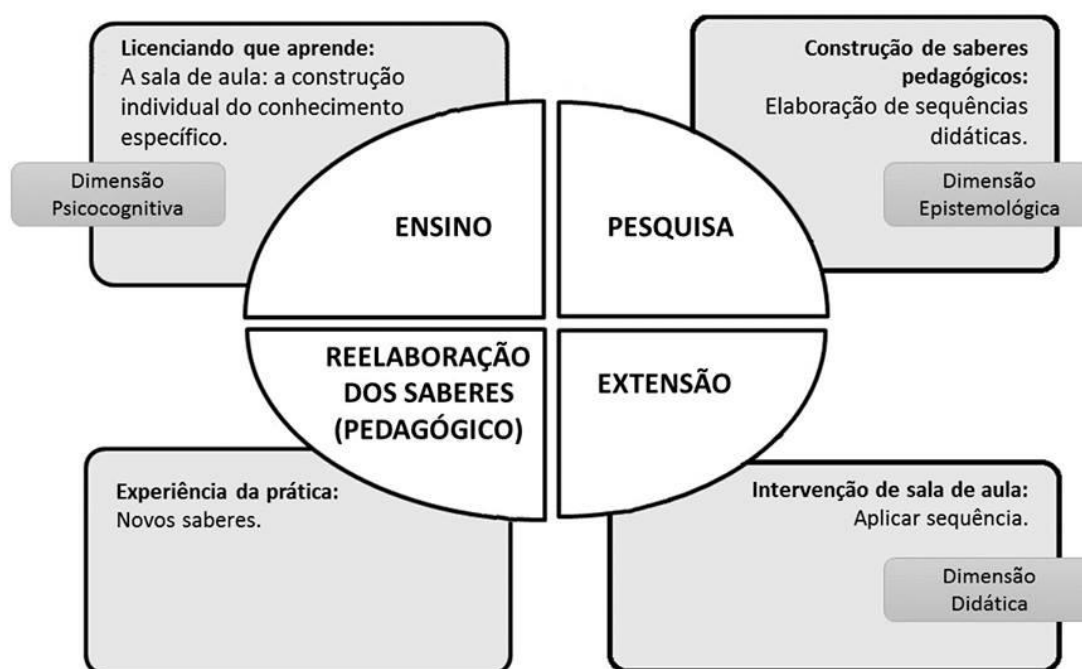 Licenciando que aprende:
A sala de aula: a construção
individual do conhecimento
específico.
Dimensão
Psicocognitiva
Construção de saberes
pedagógicos:
Elaboração de sequências
didáticas.
Dimensão
Epistemológica
ENSINO
PESQUISA
REELABORAÇÃO
DOS SABERES
(PEDAGÓGICO)
EXTENSÃO
Experiência da prática:
Novos saberes.
Intervenção de sala de aula:
Aplicar sequência.
Dimensão
Didática